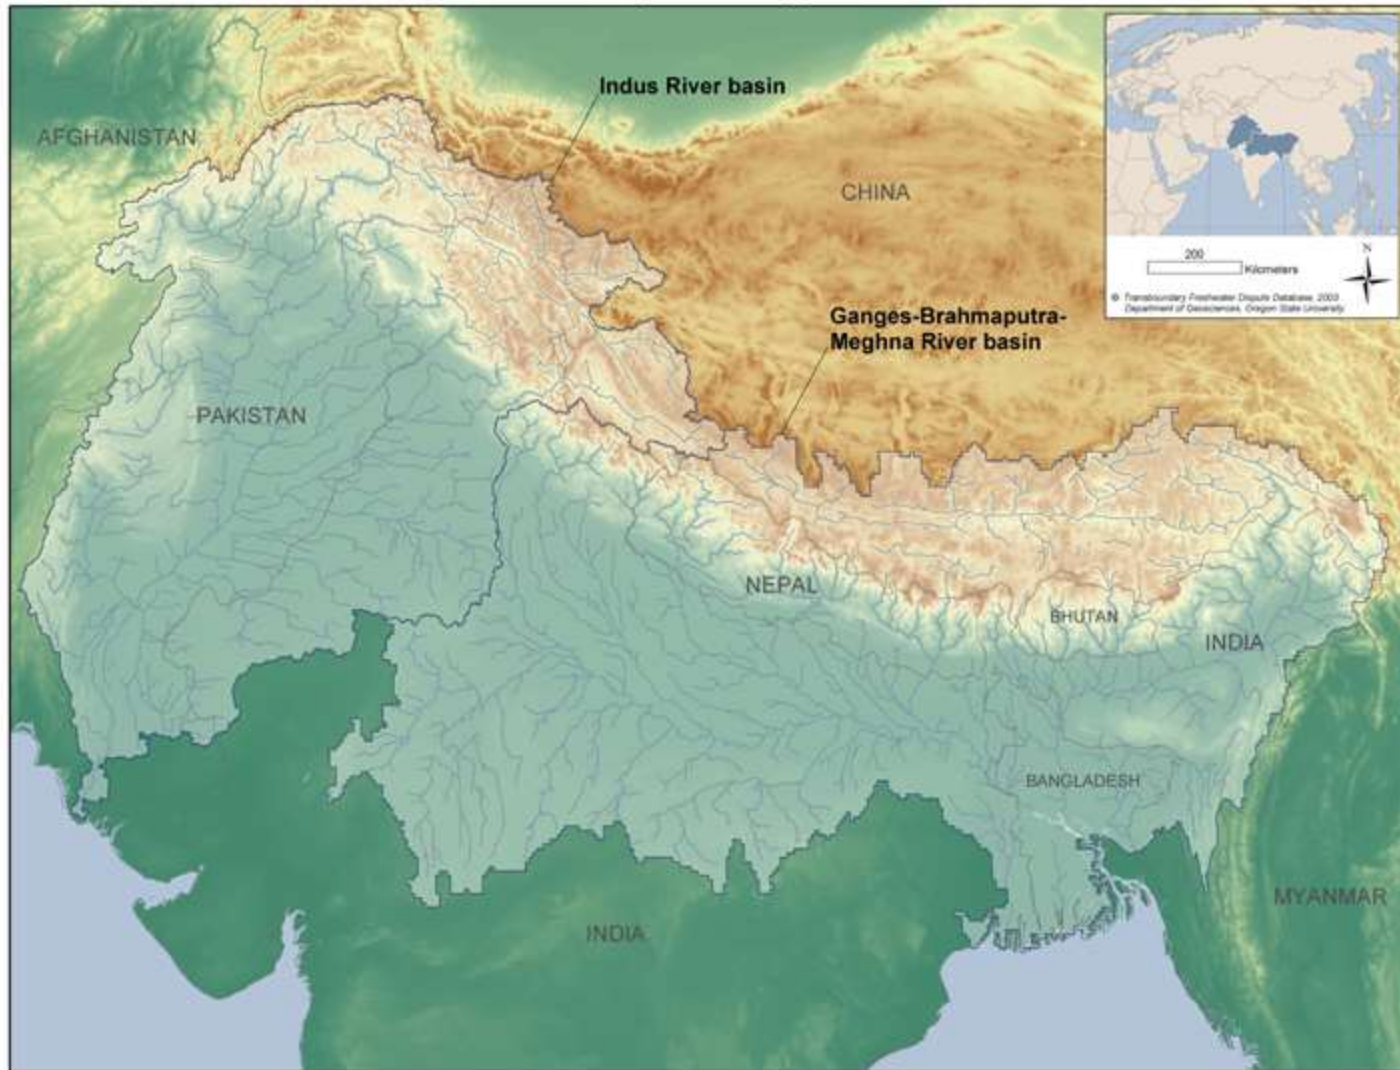 Indus River basin
AFGHANISTAN
CHINA
N
200
Kilometers
© Transboundary Freshwater Dispute Database, 2003
Department of Geosciences, Oregon State University.
Ganges-Brahmaputra-
Meghna River basin
PAKISTAN
NEPAL
BHUTAN
INDIA
BANGLADESH
MYANMAR
INDIA